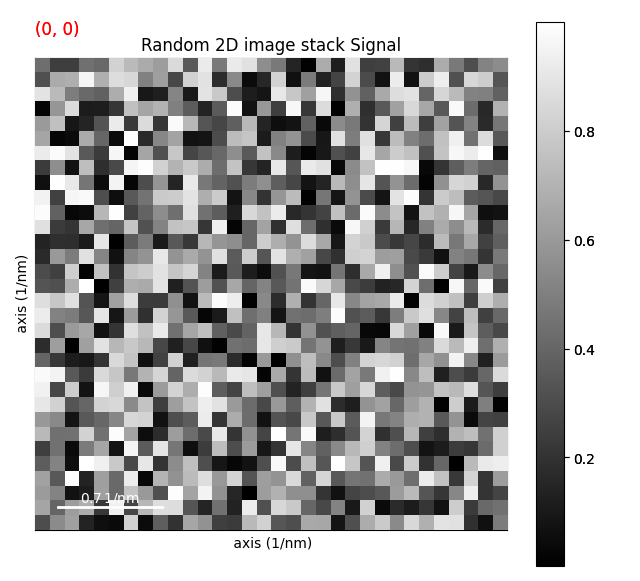 (0, 0)
Random 2D image stack Signal
axis (1/nm)
0.7 1/nm
axis (1/nm)
0.8
0.6
0.4
0.2